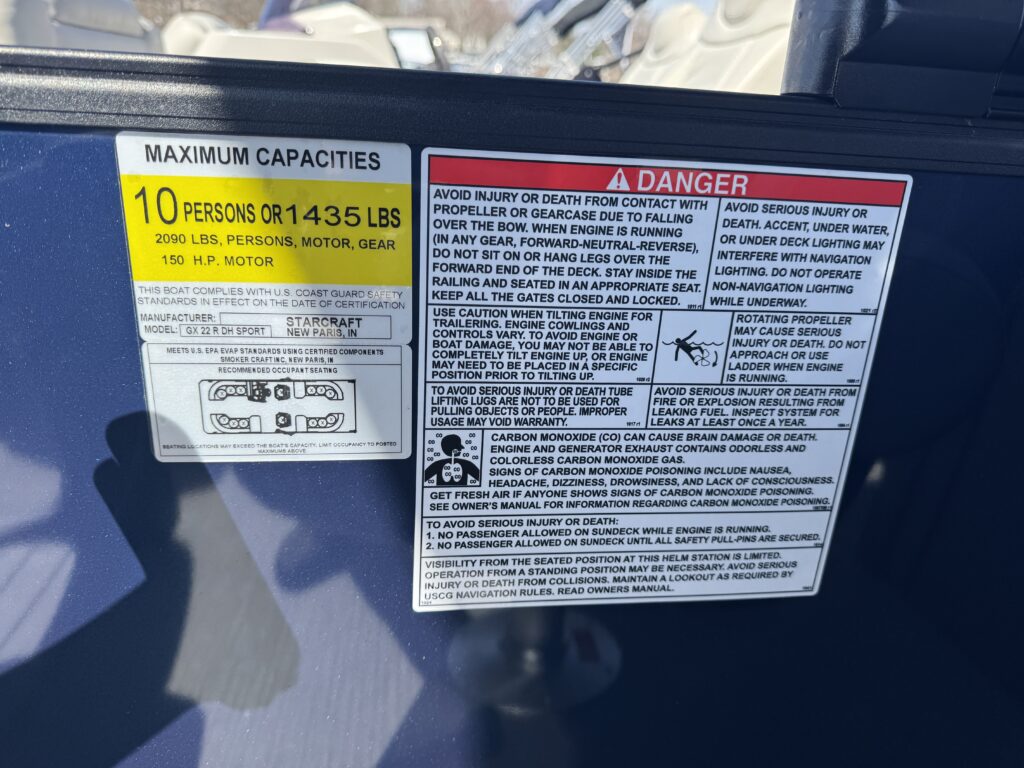 MAXIMUM CAPACITIES
10 PERSONS OR 1435 LBS
2090 LBS, PERSONS, MOTOR, GEAR
150 H.P. MOTOR
THIS BOAT COMPLIES WITH U.S. COAST GUARD SAFETY
STANDARDS IN EFFECT ON THE DATE OF CERTIFICATION
MANUFACTURER: STARCRAFT
MODEL: GX 22 R DH SPORT NEW PARIS, IN
MEETS U.S. EPA EVAP STANDARDS USING CERTIFIED COMPONENTS
SMOKER CRAFT INC, NEW PARIS, IN
RECOMMENDED OCCUPANT SEATING
SEATING LOCATIONS MAY EXCEED THE BOAT'S CAPACITY. LIMIT OCCUPANCY TO POSTED
MAXIMUMS ABOVE
DANGER
AVOID INJURY OR DEATH FROM CONTACT WITH
PROPELLER OR GEARCASE DUE TO FALLING
OVER THE BOW. WHEN ENGINE IS RUNNING
(IN ANY GEAR, FORWARD-NEUTRAL-REVERSE),
DO NOT SIT ON OR HANG LEGS OVER THE
FORWARD END OF THE DECK. STAY INSIDE THE
RAILING AND SEATED IN AN APPROPRIATE SEAT.
KEEP ALL THE GATES CLOSED AND LOCKED.
AVOID SERIOUS INJURY OR
DEATH. ACCENT, UNDER WATER,
OR UNDER DECK LIGHTING MAY
INTERFERE WITH NAVIGATION
LIGHTING. DO NOT OPERATE
NON-NAVIGATION LIGHTING
WHILE UNDERWAY.
USE CAUTION WHEN TILTING ENGINE FOR
TRAILERING. ENGINE COWLINGS AND
CONTROLS VARY. TO AVOID ENGINE OR
BOAT DAMAGE, YOU MAY NOT BE ABLE TO
COMPLETELY TILT ENGINE UP, OR ENGINE
MAY NEED TO BE PLACED IN A SPECIFIC
POSITION PRIOR TO TILTING UP.
ROTATING PROPELLER
MAY CAUSE SERIOUS
INJURY OR DEATH. DO NOT
APPROACH OR USE
LADDER WHEN ENGINE
IS RUNNING.
TO AVOID SERIOUS INJURY OR DEATH TUBE
LIFTING LUGS ARE NOT TO BE USED FOR
PULLING OBJECTS OR PEOPLE. IMPROPER
USAGE MAY VOID WARRANTY.
AVOID SERIOUS INJURY OR DEATH FROM
FIRE OR EXPLOSION RESULTING FROM
LEAKING FUEL. INSPECT SYSTEM FOR
LEAKS AT LEAST ONCE A YEAR.
CARBON MONOXIDE (CO) CAN CAUSE BRAIN DAMAGE OR DEATH.
ENGINE AND GENERATOR EXHAUST CONTAINS ODORLESS AND
COLORLESS CARBON MONOXIDE GAS.
SIGNS OF CARBON MONOXIDE POISONING INCLUDE NAUSEA,
HEADACHE, DIZZINESS, DROWSINESS, AND LACK OF CONSCIOUSNESS.
GET FRESH AIR IF ANYONE SHOWS SIGNS OF CARBON MONOXIDE POISONING.
SEE OWNER'S MANUAL FOR INFORMATION REGARDING CARBON MONOXIDE POISONING.
TO AVOID SERIOUS INJURY OR DEATH:
1. NO PASSENGER ALLOWED ON SUNDECK WHILE ENGINE IS RUNNING.
2. NO PASSENGER ALLOWED ON SUNDECK UNTIL ALL SAFETY PULL-PINS ARE SECURED.
VISIBILITY FROM THE SEATED POSITION AT THIS HELM STATION IS LIMITED.
OPERATION FROM A STANDING POSITION MAY BE NECESSARY. AVOID SERIOUS
INJURY OR DEATH FROM COLLISIONS. MAINTAIN A LOOKOUT AS REQUIRED BY
USCG NAVIGATION RULES. READ OWNERS MANUAL.